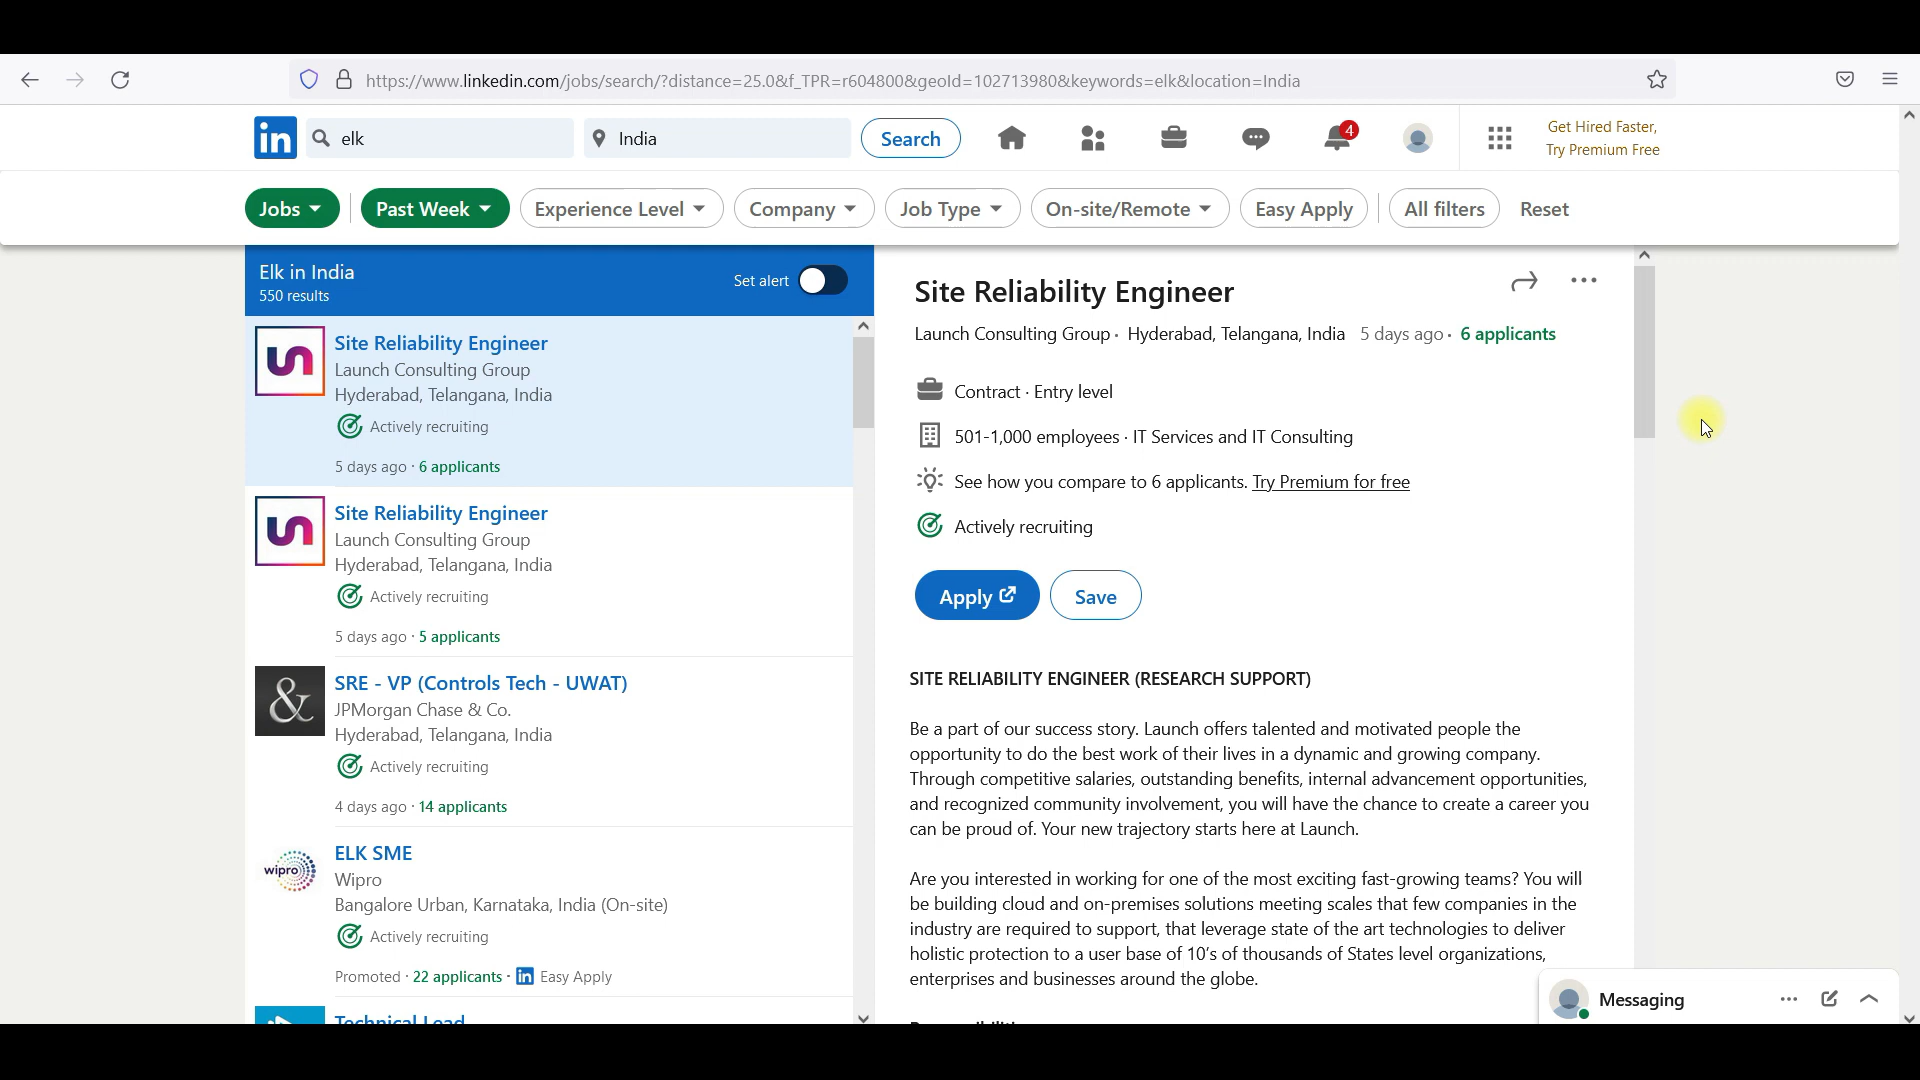 https://www.linkedin.com/jobs/search/?distance=25.0&f_TPR=r604800&geoId=102713980&keywords=elk&location=India
in elk India Search 4
Get Hired Faster,
Try Premium Free
Jobs Past Week Experience Level Company Job Type On-site/Remote Easy Apply All filters Reset
Elk in India
550 results
Set alert
Site Reliability Engineer
Launch Consulting Group
Hyderabad, Telangana, India
Actively recruiting
5 days ago · 6 applicants
Site Reliability Engineer
Launch Consulting Group
Hyderabad, Telangana, India
Actively recruiting
5 days ago · 5 applicants
&
SRE - VP (Controls Tech - UWAT)
JPMorgan Chase & Co.
Hyderabad, Telangana, India
Actively recruiting
4 days ago · 14 applicants
wipro
ELK SME
Wipro
Bangalore Urban, Karnataka, India (On-site)
Actively recruiting
Promoted · 22 applicants · in Easy Apply
Technical Lead
Site Reliability Engineer
Launch Consulting Group · Hyderabad, Telangana, India 5 days ago · 6 applicants
Contract · Entry level
501-1,000 employees · IT Services and IT Consulting
See how you compare to 6 applicants. Try Premium for free
Actively recruiting
Apply Save
SITE RELIABILITY ENGINEER (RESEARCH SUPPORT)
Be a part of our success story. Launch offers talented and motivated people the
opportunity to do the best work of their lives in a dynamic and growing company.
Through competitive salaries, outstanding benefits, internal advancement opportunities,
and recognized community involvement, you will have the chance to create a career you
can be proud of. Your new trajectory starts here at Launch.
Are you interested in working for one of the most exciting fast-growing teams? You will
be building cloud and on-premises solutions meeting scales that few companies in the
industry are required to support, that leverage state of the art technologies to deliver
holistic protection to a user base of 10's of thousands of States level organizations,
enterprises and businesses around the globe.
Messaging